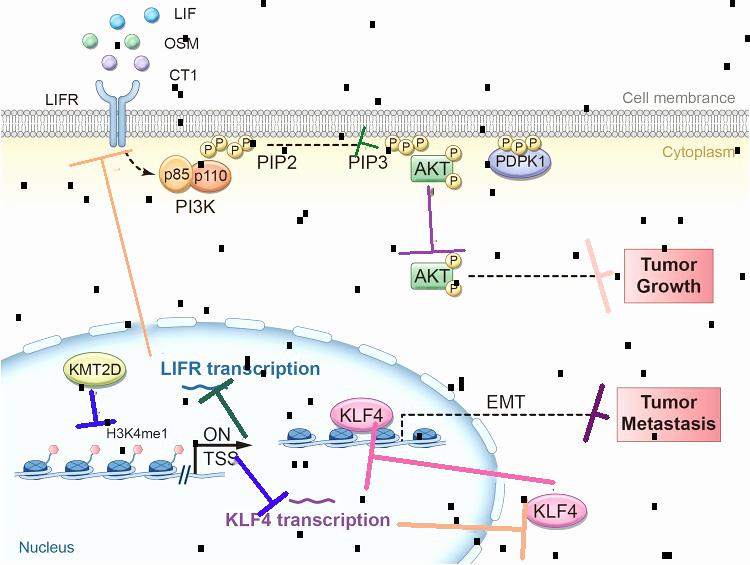 LIF
OSM
CT1
LIFR
Cell membrane
Cytoplasm
P P P P
PIP2
PIP3
P P P
AKT
P
P
P P P
PDPK1
p85
p110
PI3K
AKT
P
P
Tumor
Growth
KMT2D
LIFR transcription
H3K4me1
ON
TSS
KLF4
EMT
Tumor
Metastasis
KLF4 transcription
KLF4
Nucleus